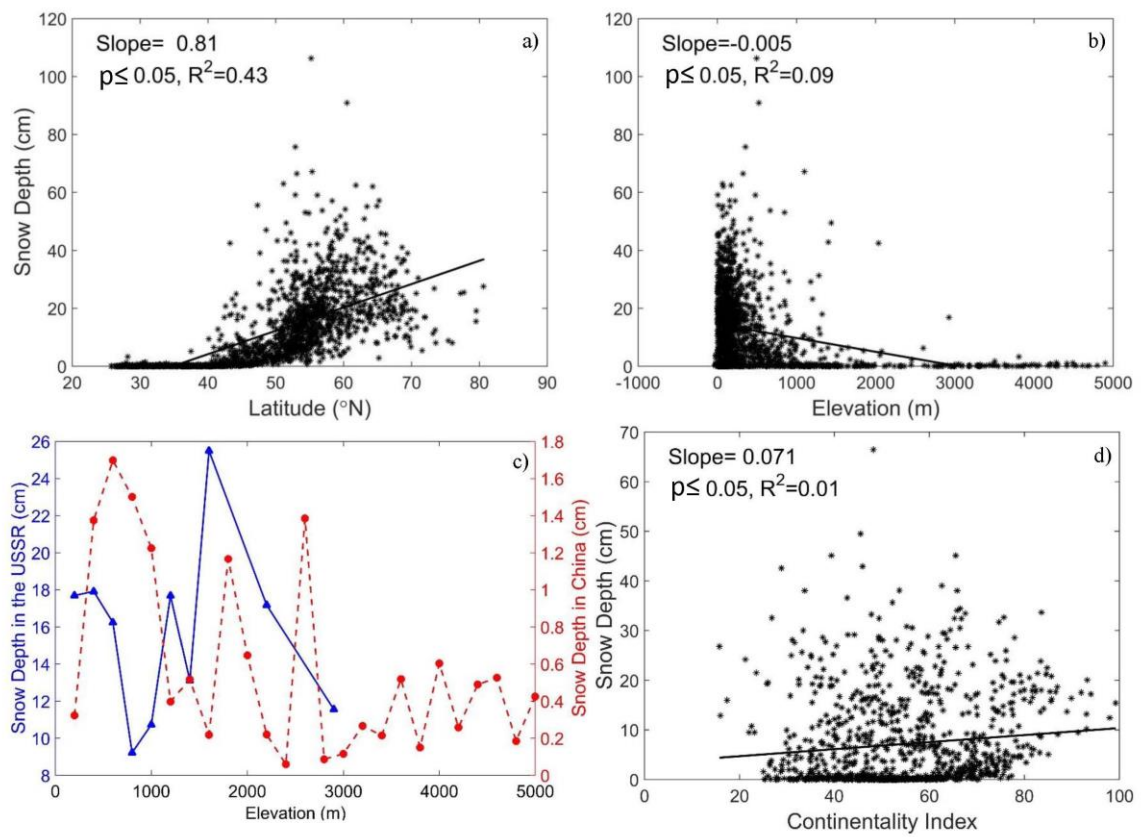 a)
Slope= 0.81
p≤ 0.05, R²=0.43
Snow Depth (cm)
120
100
80
60
40
20
0
20 30 40 50 60 70 80 90
Latitude (°N)
b)
Slope=-0.005
p≤ 0.05, R²=0.09
120
100
80
60
40
20
0
-1000 0 1000 2000 3000 4000 5000
Elevation (m)
c)
Snow Depth in the USSR (cm)
26
24
22
20
18
16
14
12
10
8
0 1000 2000 3000 4000 5000
Elevation (m)
1.8
1.6
1.4
1.2
1
0.8
0.6
0.4
0.2
0
Snow Depth in China (cm)
d)
Slope= 0.071
p≤ 0.05, R²=0.01
Snow Depth (cm)
70
60
50
40
30
20
10
0
0 20 40 60 80 100
Continentality Index